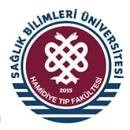 SAĞLIK BİLİMLERİ ÜNİVERSİTESİ
2015
HAMİDİYE TIP FAKÜLTESİ